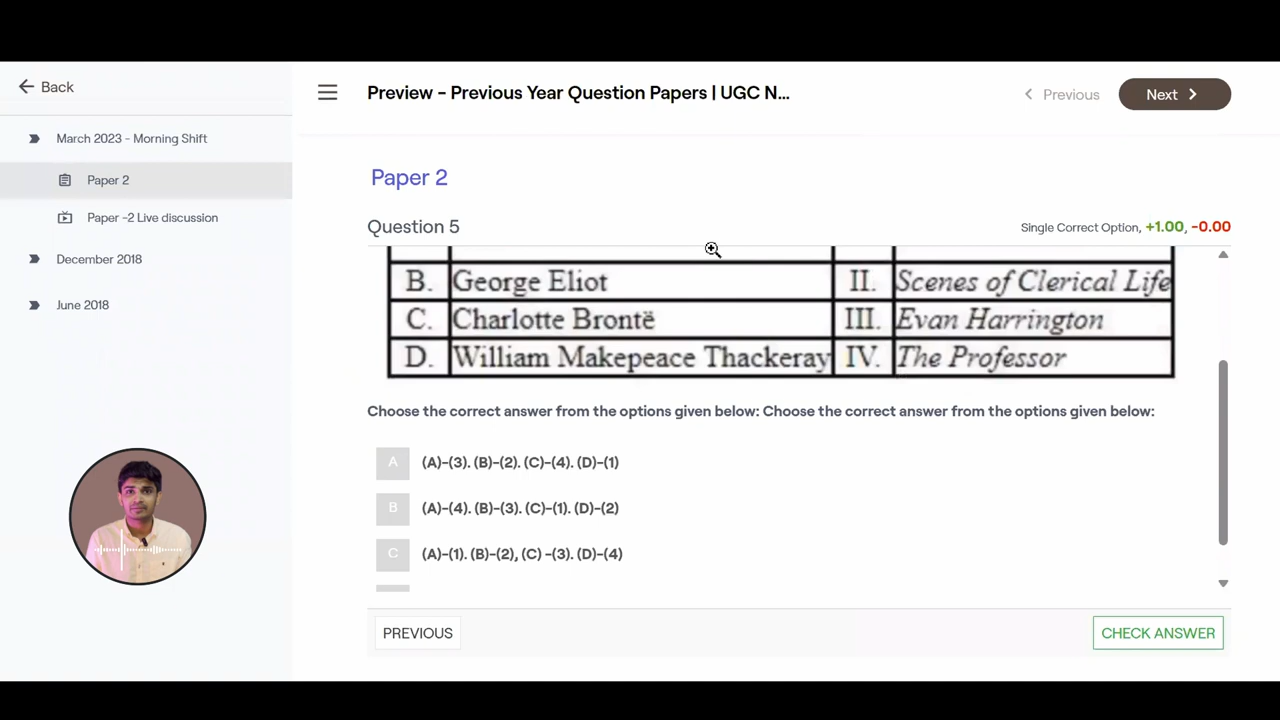 Back
Preview - Previous Year Question Papers | UGC N...
Previous
Next
March 2023 - Morning Shift
Paper 2
Paper -2 Live discussion
December 2018
June 2018
Paper 2
Question 5
Single Correct Option, +1.00, -0.00
B. George Eliot II. Scenes of Clerical Life
C. Charlotte Brontë III. Evan Harrington
D. William Makepeace Thackeray IV. The Professor
Choose the correct answer from the options given below: Choose the correct answer from the options given below:
A (A)-(3). (B)-(2). (C)-(4). (D)-(1)
B (A)-(4). (B)-(3). (C)-(1). (D)-(2)
C (A)-(1). (B)-(2), (C) -(3). (D)-(4)
PREVIOUS
CHECK ANSWER